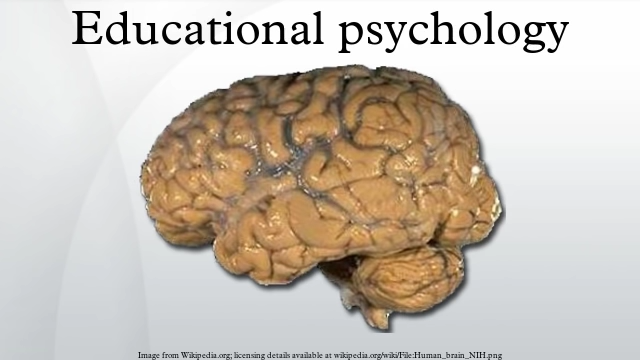 Educational psychology
Image from Wikipedia.org; licensing details available at wikipedia.org/wiki/File:Human_brain_NIH.png